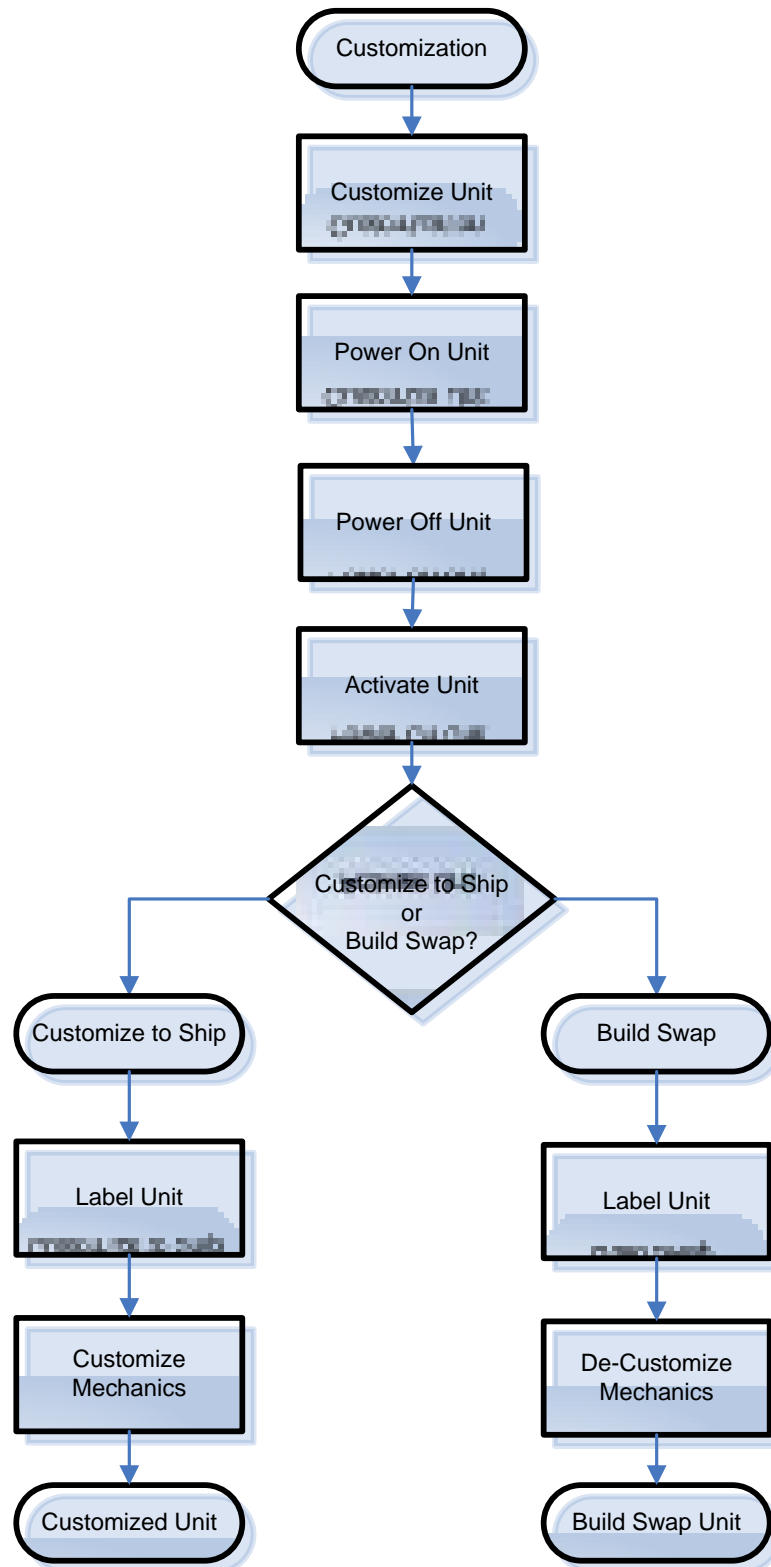 Customization
Customize Unit
Power On Unit
Power Off Unit
Activate Unit
Customize to Ship
or
Build Swap?
Customize to Ship
Build Swap
Label Unit
Label Unit
Customize
Mechanics
De-Customize
Mechanics
Customized Unit
Build Swap Unit